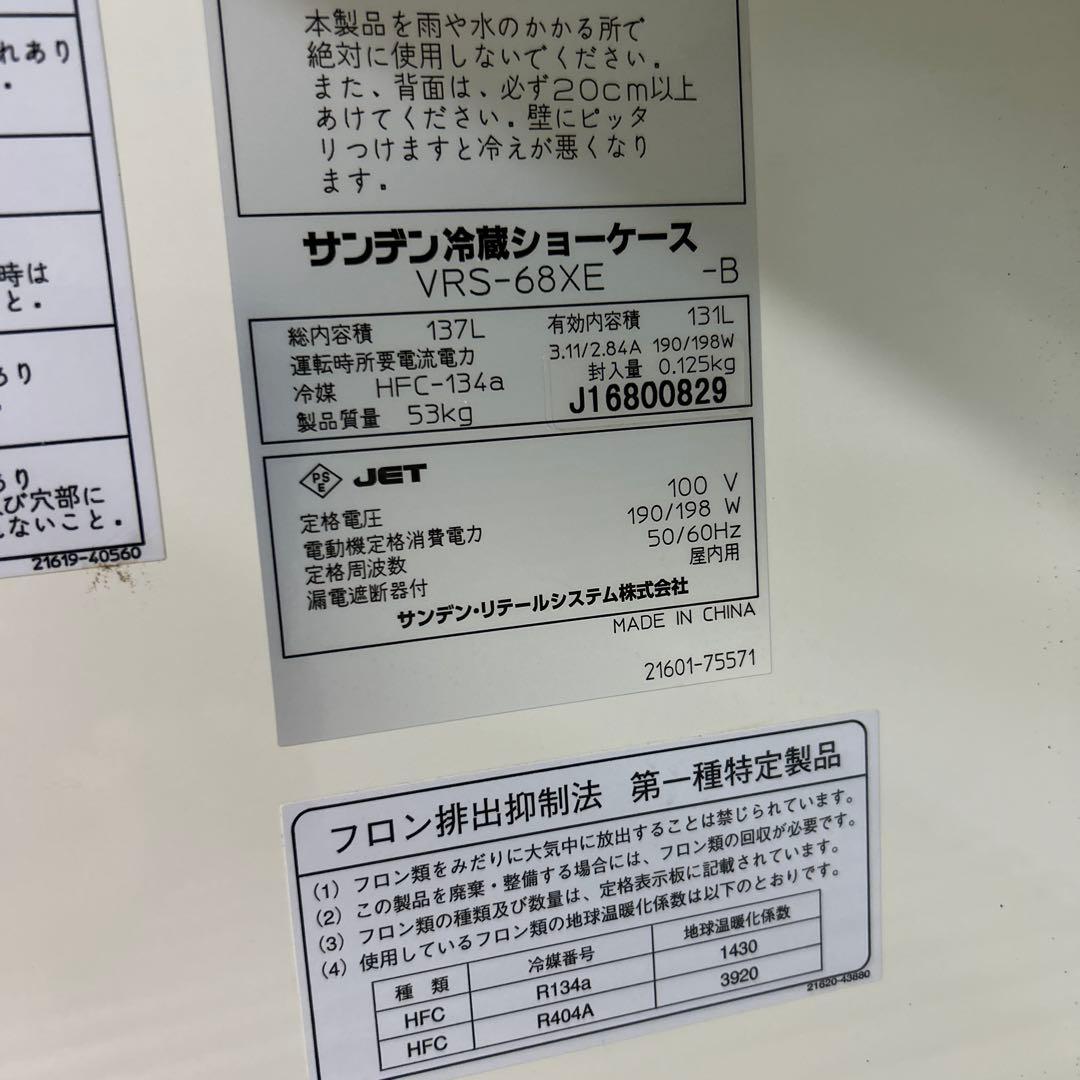 れあり
.
時は
と.
り
り
び穴部に
ないこと.
21619-40560
本製品を雨や水のかかる所で
絶対に使用しないでください.
また、背面は、必ず20cm以上
あけてください.壁にピッタ
リつけますと冷えが悪くなり
ます.
サンデン冷蔵ショーケース
VRS-68XE -B
総内容積 137L 有効内容積 131L
運転時所要電流電力 3.11/2.84A 190/198W
冷媒 HFC-134a 封入量 0.125kg
製品質量 53kg J16800829
PSE JET
定格電圧 100 V
電動機定格消費電力 190/198 W
定格周波数 50/60Hz
漏電遮断器付 屋内用
サンデン・リテールシステム株式会社
MADE IN CHINA
21601-75571
フロン排出抑制法 第一種特定製品
(1) フロン類をみだりに大気中に放出することは禁じられています。
(2) この製品を廃棄・整備する場合には、フロン類の回収が必要です。
(3) フロン類の種類及び数量は、定格表示板に記載されています。
(4) 使用しているフロン類の地球温暖化係数は以下のとおりです。
種類 冷媒番号 地球温暖化係数
HFC R134a 1430
HFC R404A 3920
21620-43880